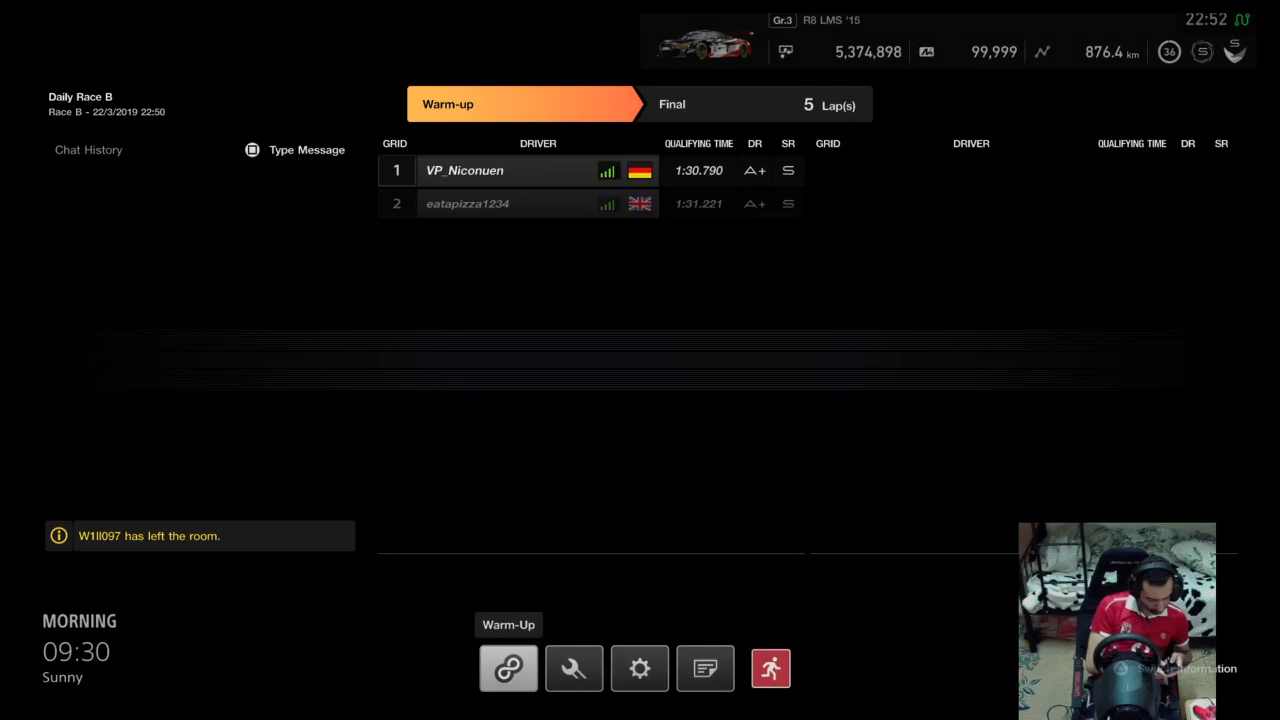 Gr.3 R8 LMS '15
22:52
5,374,898
99,999
876.4 km
36
S
S
Daily Race B
Race B - 22/3/2019 22:50
Warm-up
Final
5 Lap(s)
Chat History
Type Message
GRID DRIVER QUALIFYING TIME DR SR GRID DRIVER QUALIFYING TIME DR SR
1 VP_Niconuen 1:30.790 A+ S
2 eatapizza1234 1:31.221 A+ S
W1ll097 has left the room.
MORNING
09:30
Sunny
Warm-Up